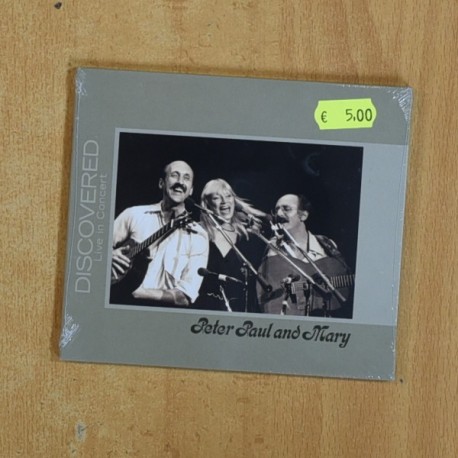 € 5,00
DISCOVERED
Live in Concert
Peter Paul and Mary